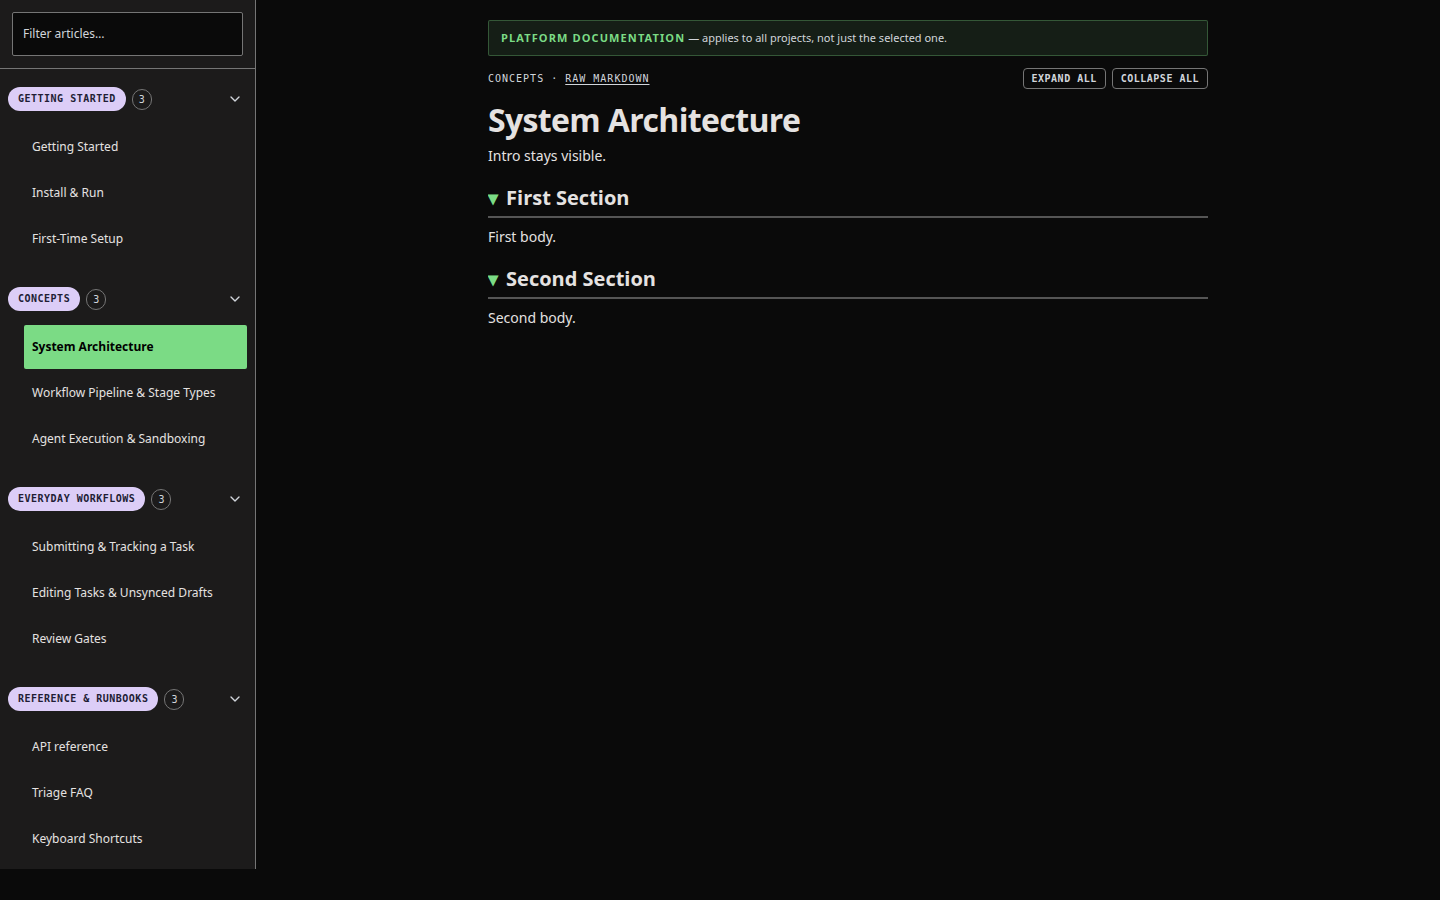 Filter articles...
GETTING STARTED 3
Getting Started
Install & Run
First-Time Setup
CONCEPTS 3
System Architecture
Workflow Pipeline & Stage Types
Agent Execution & Sandboxing
EVERYDAY WORKFLOWS 3
Submitting & Tracking a Task
Editing Tasks & Unsynced Drafts
Review Gates
REFERENCE & RUNBOOKS 3
API reference
Triage FAQ
Keyboard Shortcuts
PLATFORM DOCUMENTATION — applies to all projects, not just the selected one.
CONCEPTS · RAW MARKDOWN
EXPAND ALL COLLAPSE ALL
System Architecture
Intro stays visible.
▼ First Section
First body.
▼ Second Section
Second body.